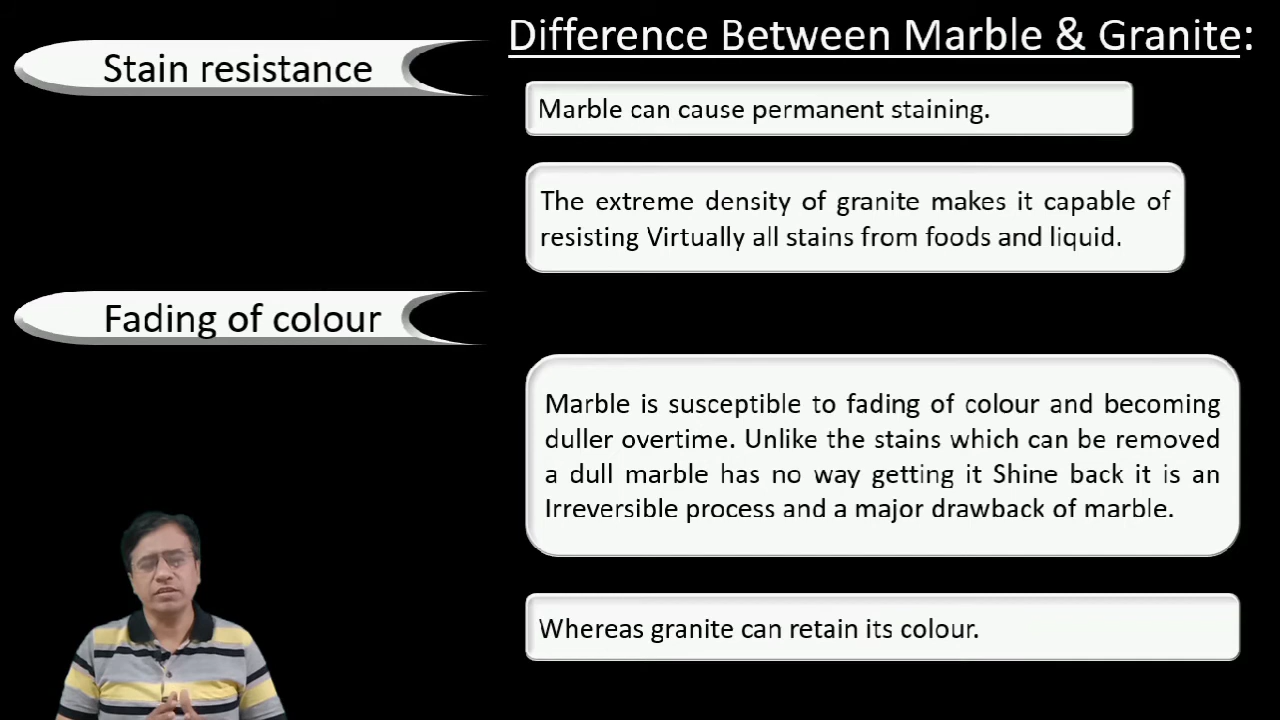 Difference Between Marble & Granite:
Stain resistance
Marble can cause permanent staining.
The extreme density of granite makes it capable of
resisting Virtually all stains from foods and liquid.
Fading of colour
Marble is susceptible to fading of colour and becoming
duller overtime. Unlike the stains which can be removed
a dull marble has no way getting it Shine back it is an
Irreversible process and a major drawback of marble.
Whereas granite can retain its colour.